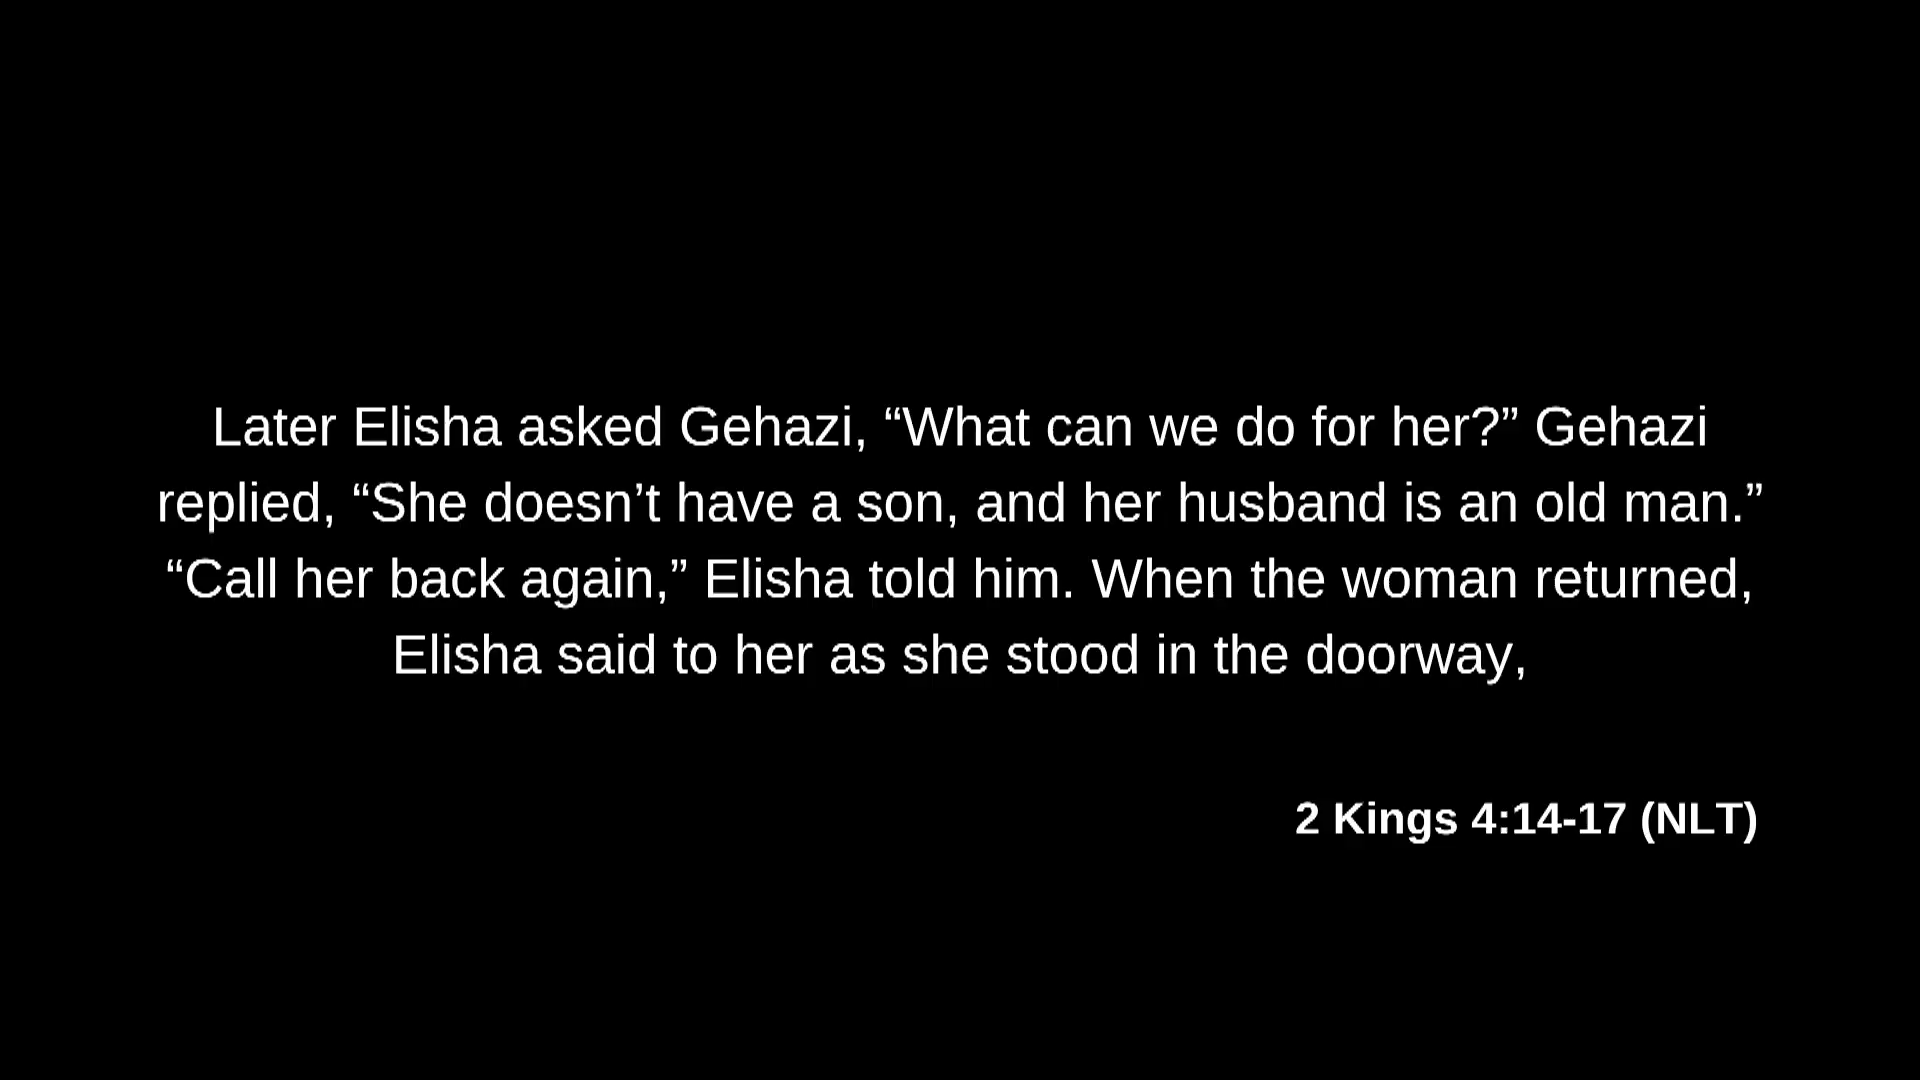 Later Elisha asked Gehazi, “What can we do for her?” Gehazi
replied, “She doesn’t have a son, and her husband is an old man.”
“Call her back again,” Elisha told him. When the woman returned,
Elisha said to her as she stood in the doorway,
2 Kings 4:14-17 (NLT)